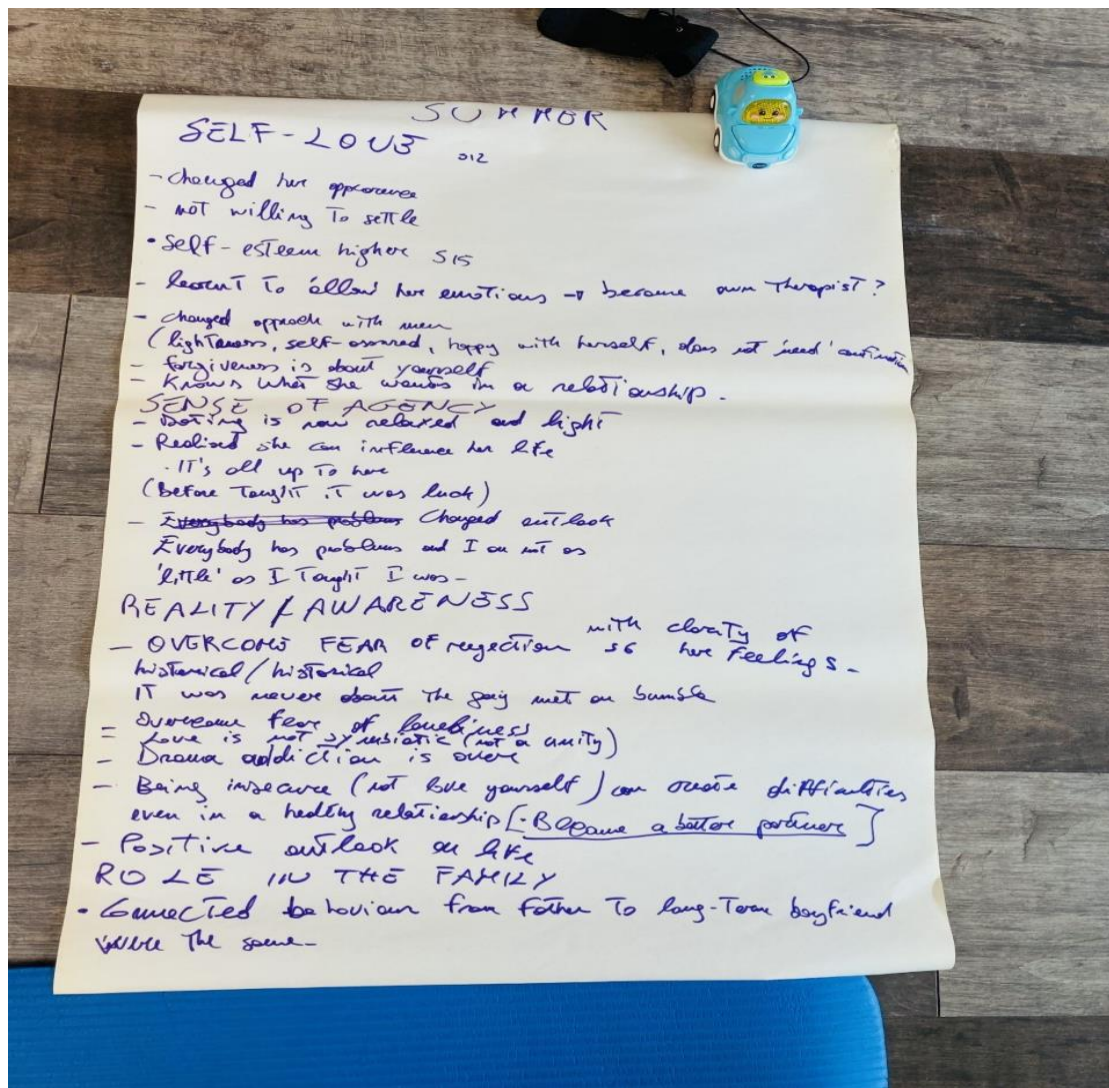 SUMMER
SELF-LOVE S12
- changed her appearance
- not willing to settle
• Self-esteem higher S15
- learnt to 'allow' her emotions → became own therapist?
- changed approach with men
(lightness, self-assured, happy with herself, does not need
- forgiveness is about yourself
- Knows what she wants in a relationship.
SENSE OF AGENCY
- Dating is now relaxed and light
- Realised she can influence her life
- IT's all up to her
(Before Taught it was luck)
- Everybody has problems Changed outlook
Everybody has problems and I am not as
'little' as I Taught I was -
REALITY / AWARENESS
- OVERCOME FEAR OF rejection S6 with clarity of her Feelings -
historical/historical
IT was never about The guy met on bumble
- Overcome fear of loneliness
= Love is not symbiotic (not a unity)
- Drama addiction is over
- Being insecure (not love yourself) can create difficulties
even in a healthy relationship [- Became a better partner]
- Positive outlook on life
ROLE IN THE FAMILY
• Connected behaviour from father To long-Term boyfriend
were The same -